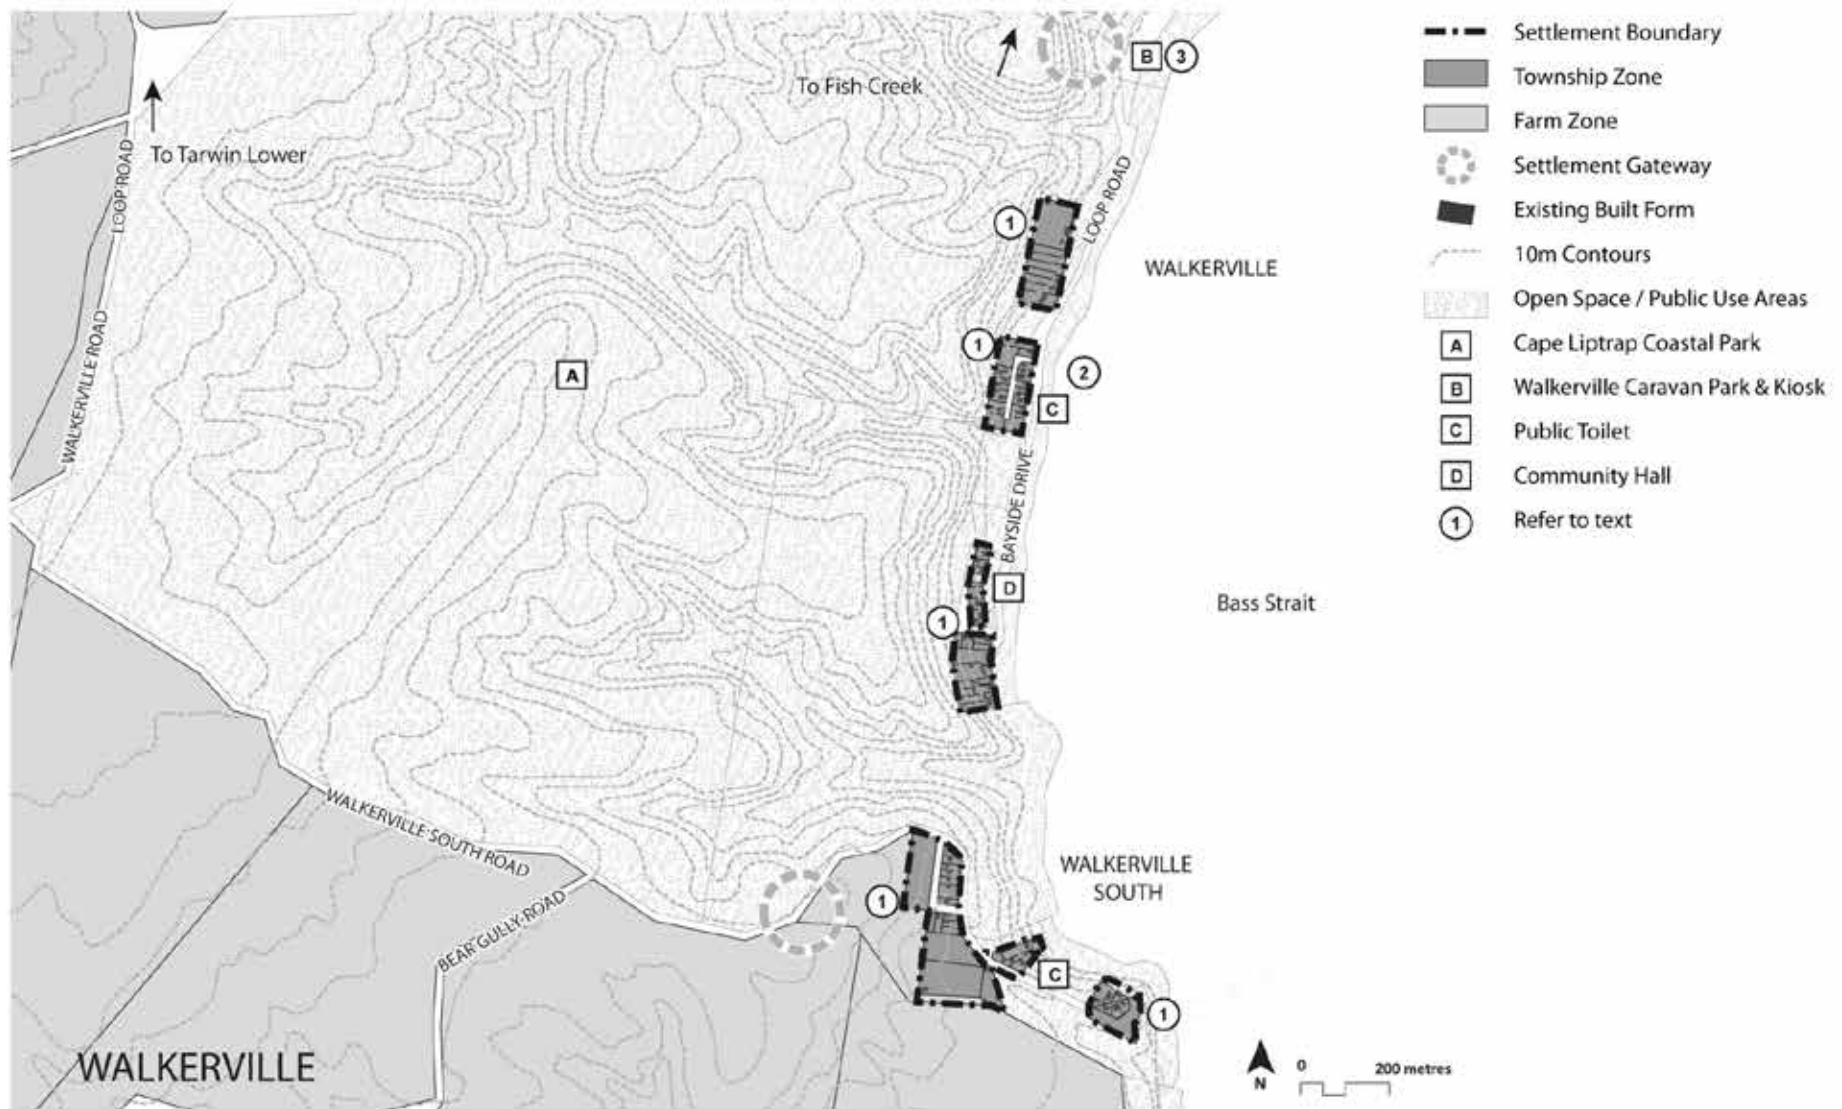 B 3
To Fish Creek
To Tarwin Lower
LOOP ROAD
LOOP ROAD
1
WALKERVILLE
1
2
A
C
WALKERVILLE ROAD
BAYSIDE DRIVE
D
Bass Strait
1
WALKERVILLE SOUTH ROAD
WALKERVILLE
SOUTH
1
BEAR GULLY ROAD
C
1
WALKERVILLE
N
0 200 metres
Settlement Boundary
Township Zone
Farm Zone
Settlement Gateway
Existing Built Form
10m Contours
Open Space / Public Use Areas
A Cape Liptrap Coastal Park
B Walkerville Caravan Park & Kiosk
C Public Toilet
D Community Hall
1 Refer to text